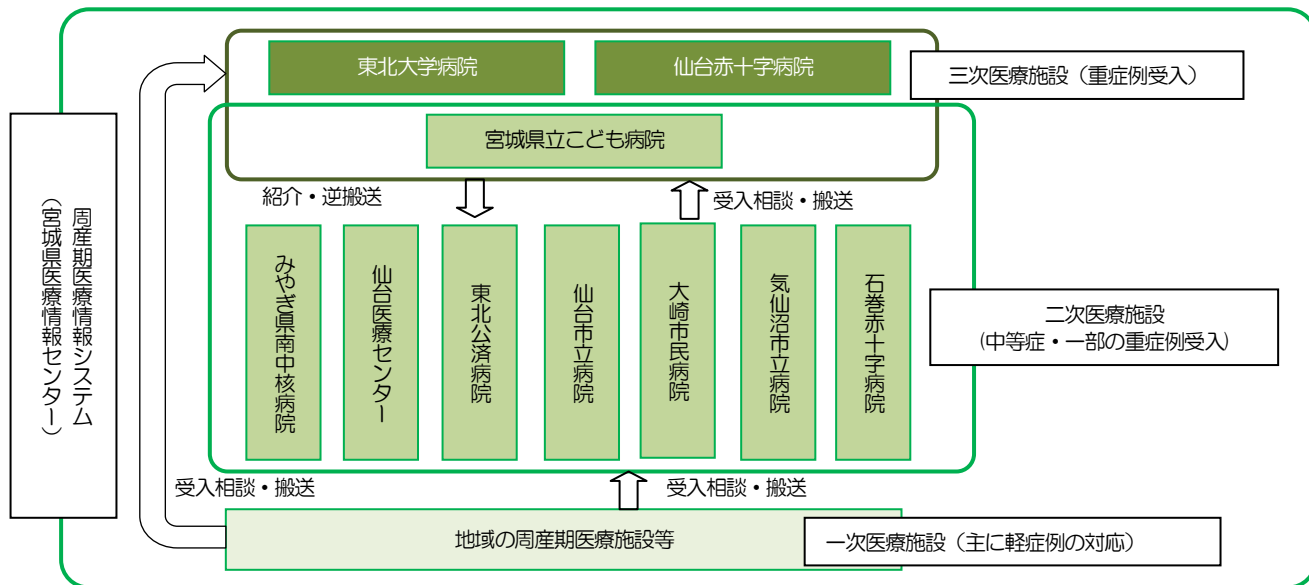 東北大学病院
仙台赤十字病院
三次医療施設（重症例受入）
宮城県立こども病院
周産期医療情報システム
（宮城県医療情報センター）
紹介・逆搬送
受入相談・搬送
みやぎ県南中核病院
仙台医療センター
東北公済病院
仙台市立病院
大崎市民病院
気仙沼市立病院
石巻赤十字病院
二次医療施設
(中等症・一部の重症例受入)
受入相談・搬送
受入相談・搬送
地域の周産期医療施設等
一次医療施設（主に軽症例の対応）